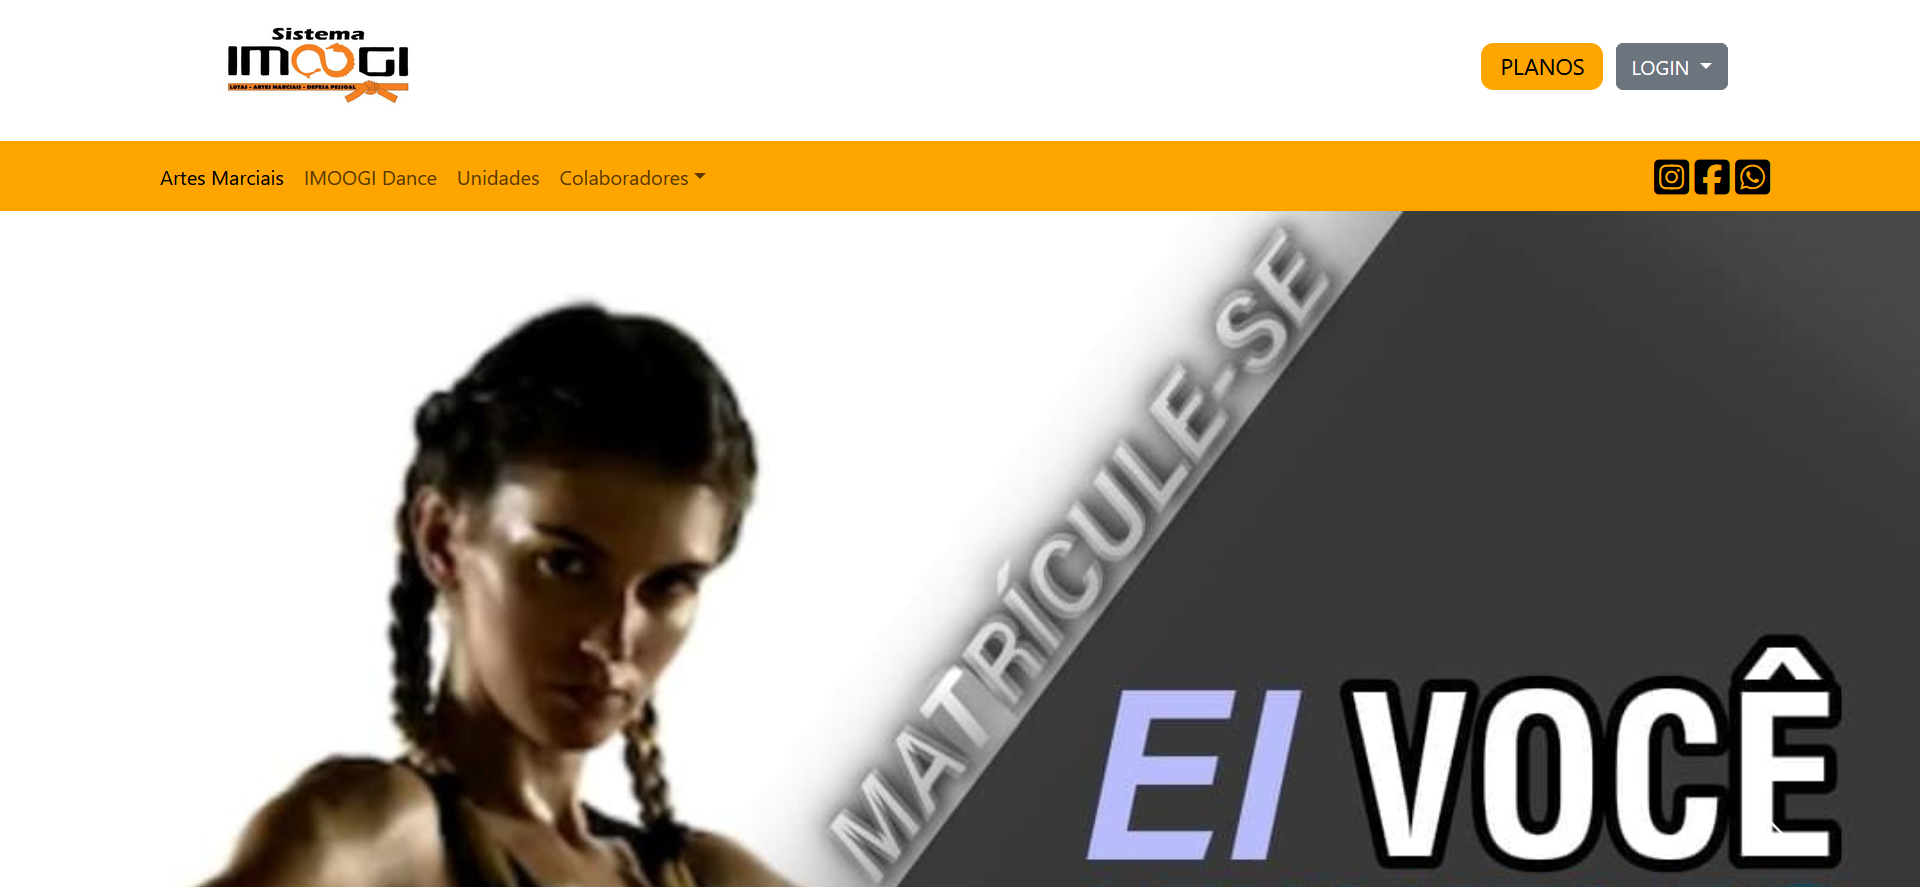 Sistema
IMOOGI
LUTAS - ARTES MARCIAIS - DEFESA PESSOAL
PLANOS
LOGIN
Artes Marciais
IMOOGI Dance
Unidades
Colaboradores
MATRÍCULE-SE
EI VOCÊ